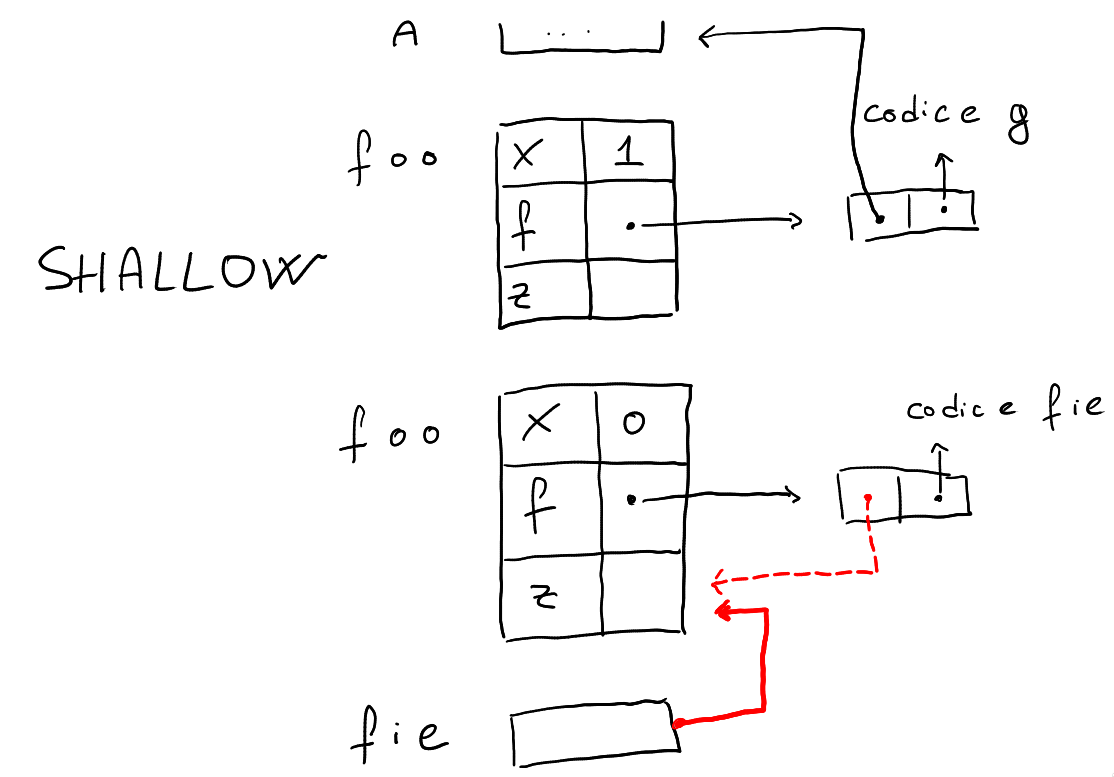 A ...
codice g
foo
x 1
f
z
SHALLOW
codice fie
foo
x 0
f
z
fie